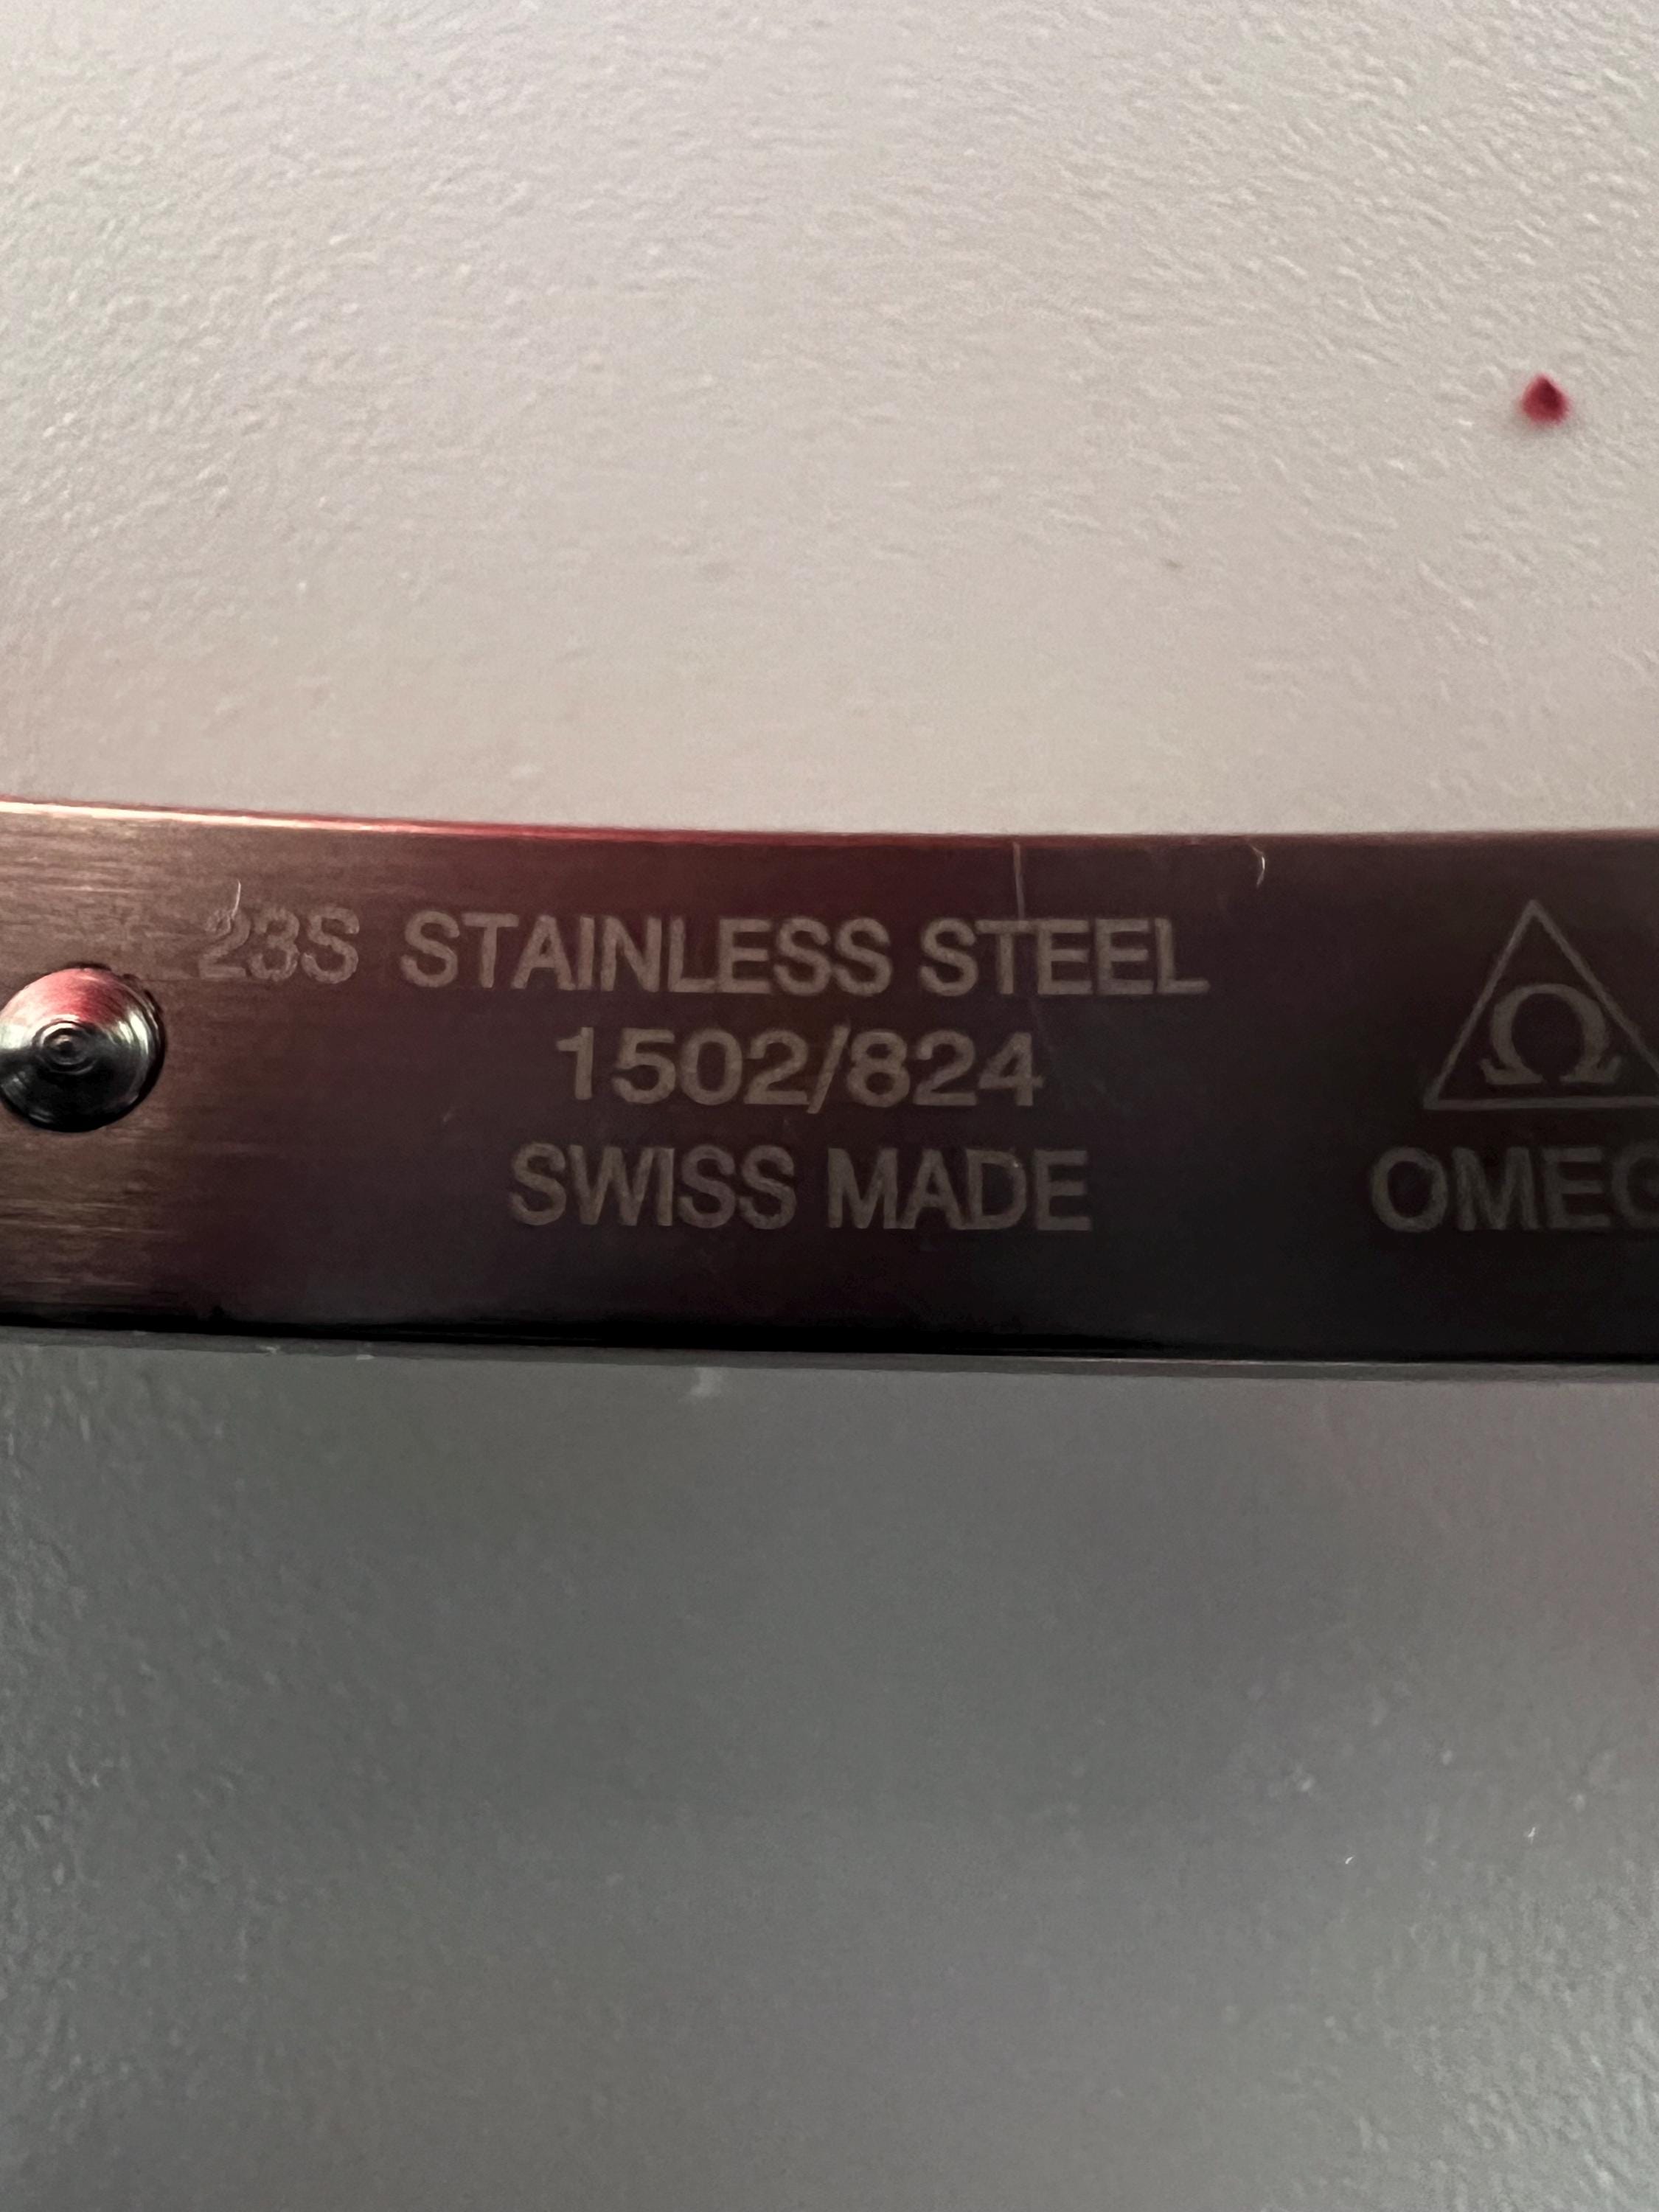 23S STAINLESS STEEL
1502/824
SWISS MADE
Ω
OMEG